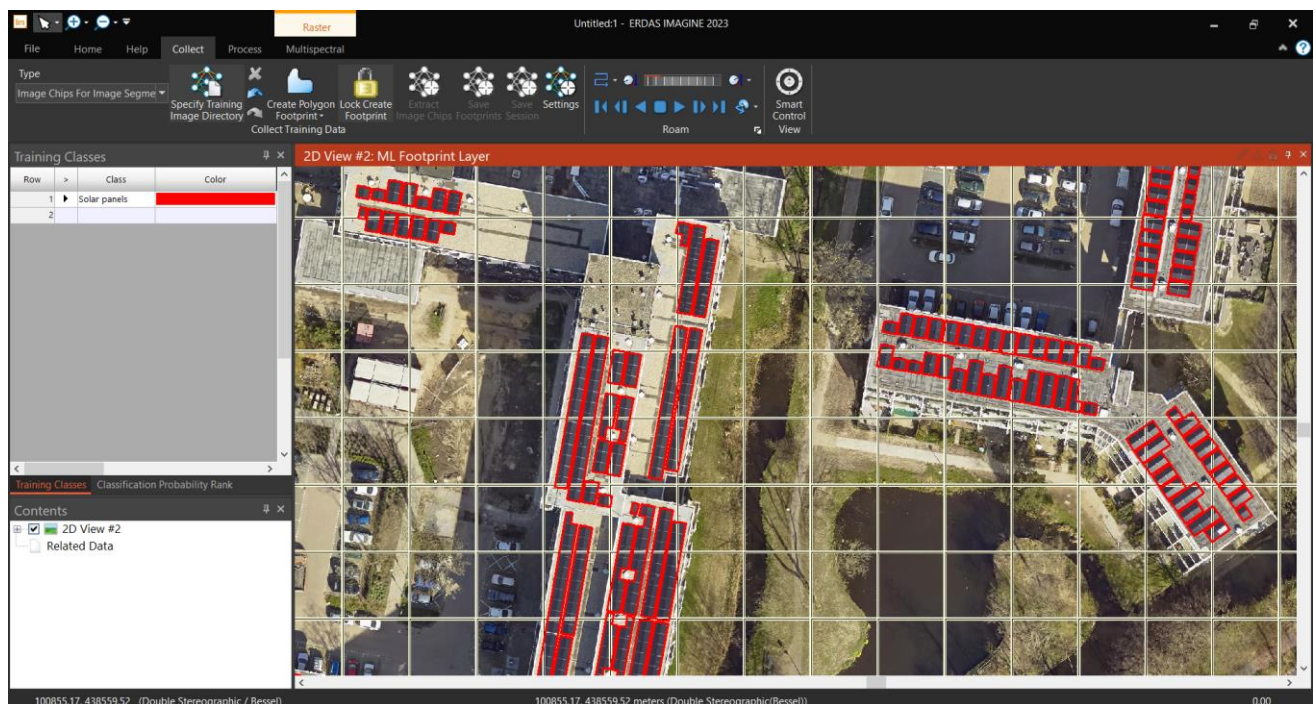 in
Raster
Untitled:1 - ERDAS IMAGINE 2023
File Home Help Collect Process Multispectral
Type
Image Chips For Image Segme
Specify Training
Image Directory
Create Polygon
Footprint
Lock Create
Footprint
Extract
Image Chips
Save
Footprints
Save
Session
Settings
Smart
Control
Collect Training Data
Roam
View
Training Classes
2D View #2: ML Footprint Layer
Row > Class Color
1 Solar panels
2
Training Classes Classification Probability Rank
Contents
2D View #2
Related Data
100855.17, 438559.52 (Double Stereographic / Bessel)
100855.17, 438559.52 meters (Double Stereographic(Bessel))
0.00